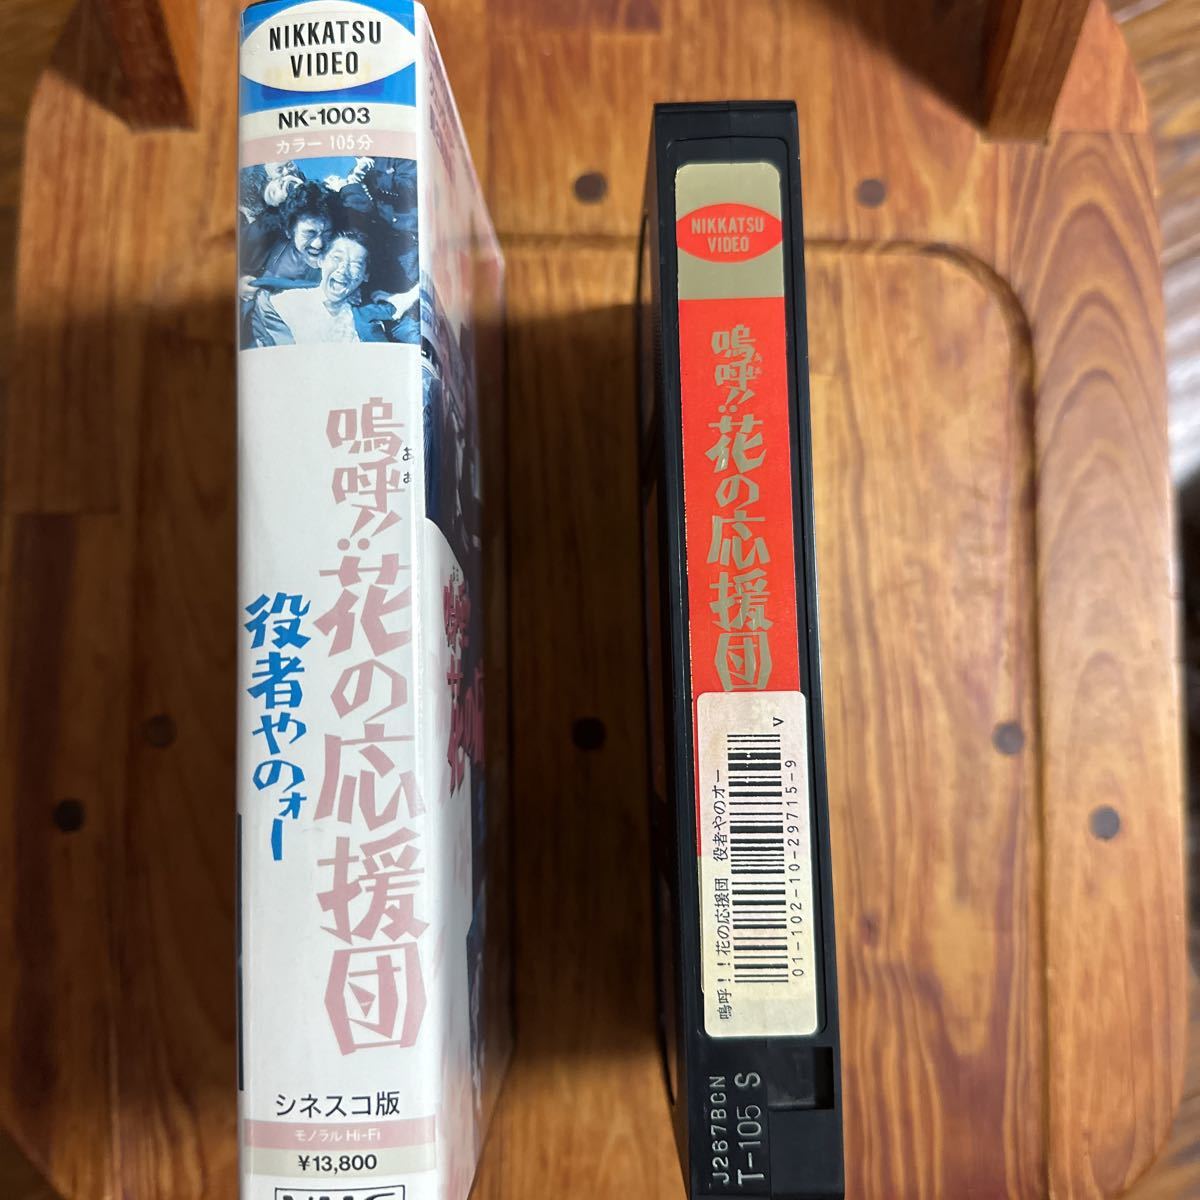 NIKKATSU
VIDEO
NK-1003
カラー 105分
嗚呼!!花の応援団
ああ
役者やのォー
シネスコ版
モノラル Hi-Fi
¥13,800
NIKKATSU
VIDEO
嗚呼!!花の応援団
ああ
嗚呼!!花の応援団 役者やのオー
V
01-102-10-29715-9
J267BCN
T-105 S